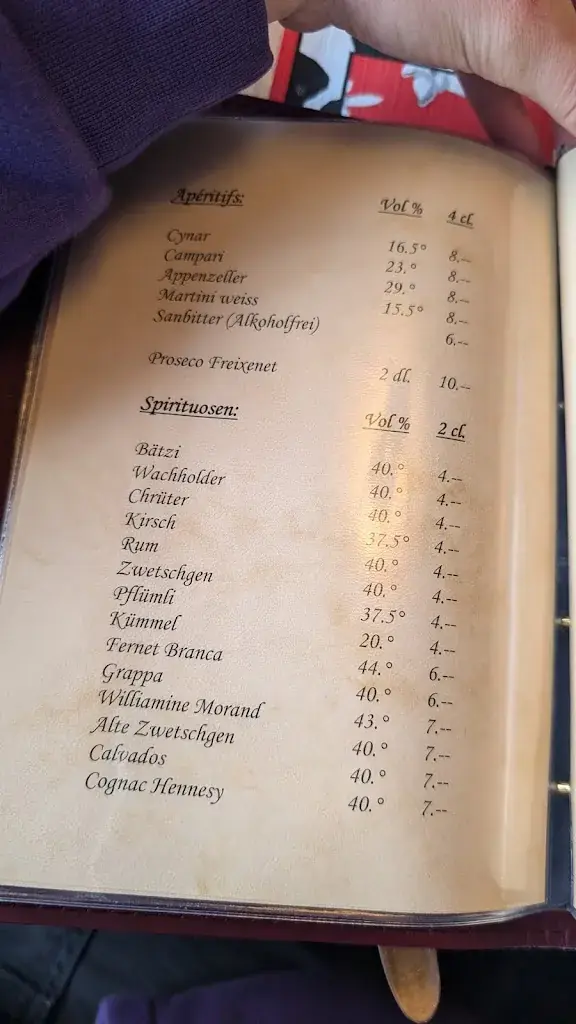 Apéritifs: Vol % 4 cl.
Cynar 16.5° 8.--
Campari 23.° 8.--
Appenzeller 29.° 8.--
Martini weiss 15.5° 8.--
Sanbitter (Alkoholfrei) 6.--
Proseco Freixenet 2 dl. 10.--
Spirituosen: Vol % 2 cl.
Bätzi 40.° 4.--
Wachholder 40.° 4.--
Chrüter 40.° 4.--
Kirsch 37.5° 4.--
Rum 40.° 4.--
Zwetschgen 40.° 4.--
Pflümli 37.5° 4.--
Kümmel 20.° 4.--
Fernet Branca 44.° 6.--
Grappa 40.° 6.--
Williamine Morand 43.° 7.--
Alte Zwetschgen 40.° 7.--
Calvados 40.° 7.--
Cognac Hennesy 40.° 7.--